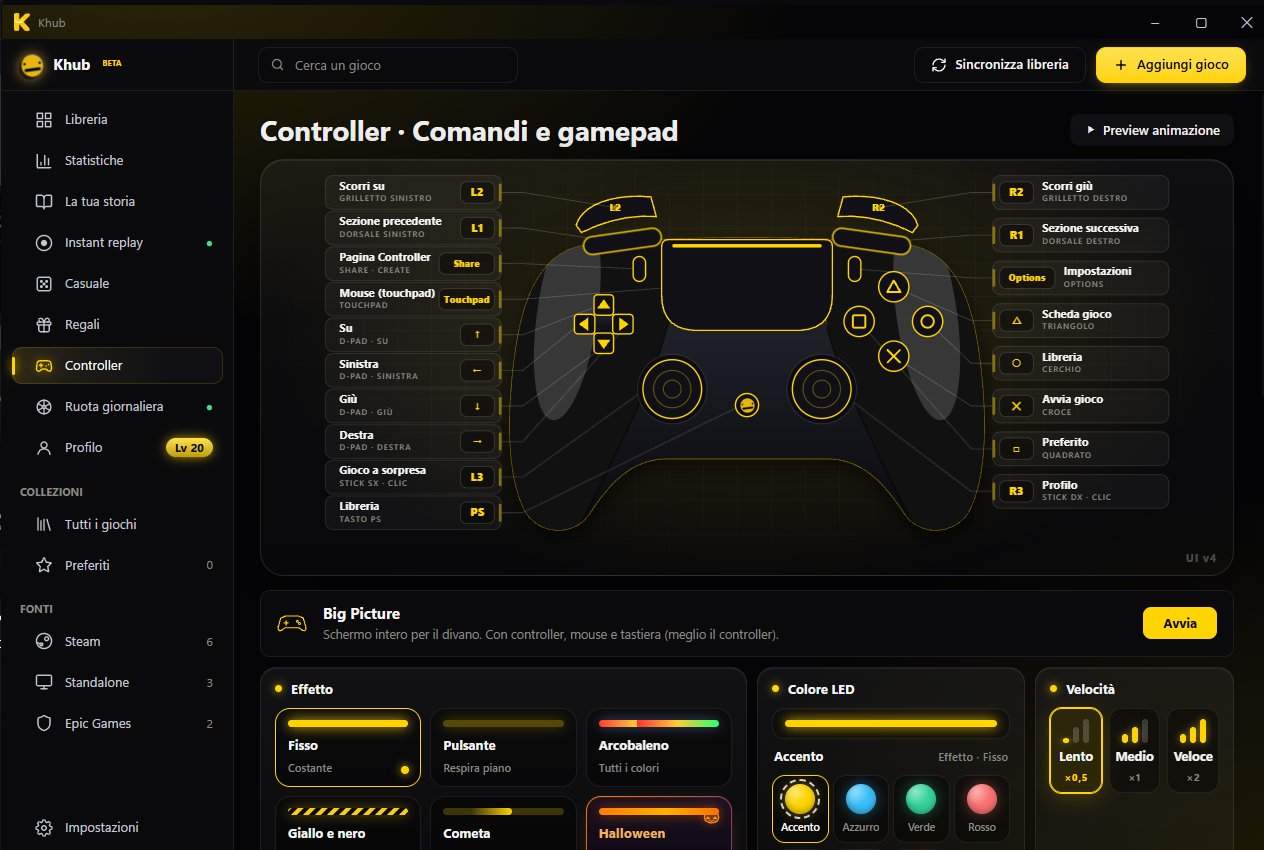 Khub
Khub BETA
Cerca un gioco
Sincronizza libreria
+ Aggiungi gioco
Libreria
Statistiche
La tua storia
Instant replay
Casuale
Regali
Controller
Ruota giornaliera
Profilo Lv 20
COLLEZIONI
Tutti i giochi
Preferiti 0
FONTI
Steam 6
Standalone 3
Epic Games 2
Impostazioni
Controller · Comandi e gamepad
Preview animazione
Scorri su L2
GRILLETTO SINISTRO
Sezione precedente L1
DORSALE SINISTRO
Pagina Controller Share
SHARE · CREATE
Mouse (touchpad) Touchpad
TOUCHPAD
Su ↑
D-PAD · SU
Sinistra ←
D-PAD · SINISTRA
Giù ↓
D-PAD · GIÙ
Destra →
D-PAD · DESTRA
Gioco a sorpresa L3
STICK SX · CLIC
Libreria PS
TASTO PS
L2
R2
R2 Scorri giù
GRILLETTO DESTRO
R1 Sezione successiva
DORSALE DESTRO
Options Impostazioni
OPTIONS
△ Scheda gioco
TRIANGOLO
○ Libreria
CERCHIO
✕ Avvia gioco
CROCE
□ Preferito
QUADRATO
R3 Profilo
STICK DX · CLIC
UI v4
Big Picture
Schermo intero per il divano. Con controller, mouse e tastiera (meglio il controller).
Avvia
Effetto
Fisso
Costante
Pulsante
Respira piano
Arcobaleno
Tutti i colori
Giallo e nero
Cometa
Halloween
Colore LED
Accento Effetto · Fisso
Accento
Azzurro
Verde
Rosso
Velocità
Lento
×0,5
Medio
×1
Veloce
×2